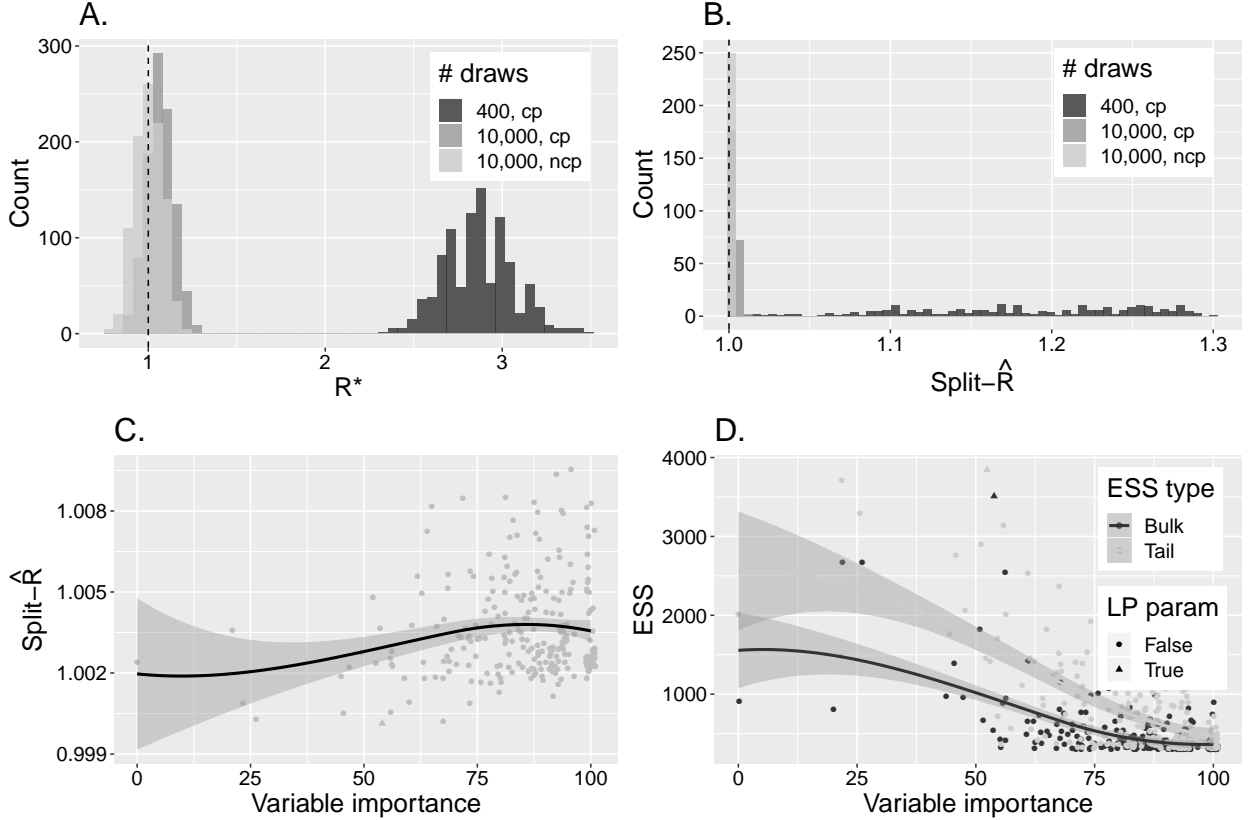 A.
300
200
100
0
Count
1
2
3
R*
# draws
400, cp
10,000, cp
10,000, ncp
B.
250
200
150
100
50
0
Count
1.0
1.1
1.2
1.3
Split−R̂
# draws
400, cp
10,000, cp
10,000, ncp
C.
1.008
1.005
1.002
0.999
Split−R̂
0
25
50
75
100
Variable importance
D.
4000
3000
2000
1000
ESS
0
25
50
75
100
Variable importance
ESS type
Bulk
Tail
LP param
False
True